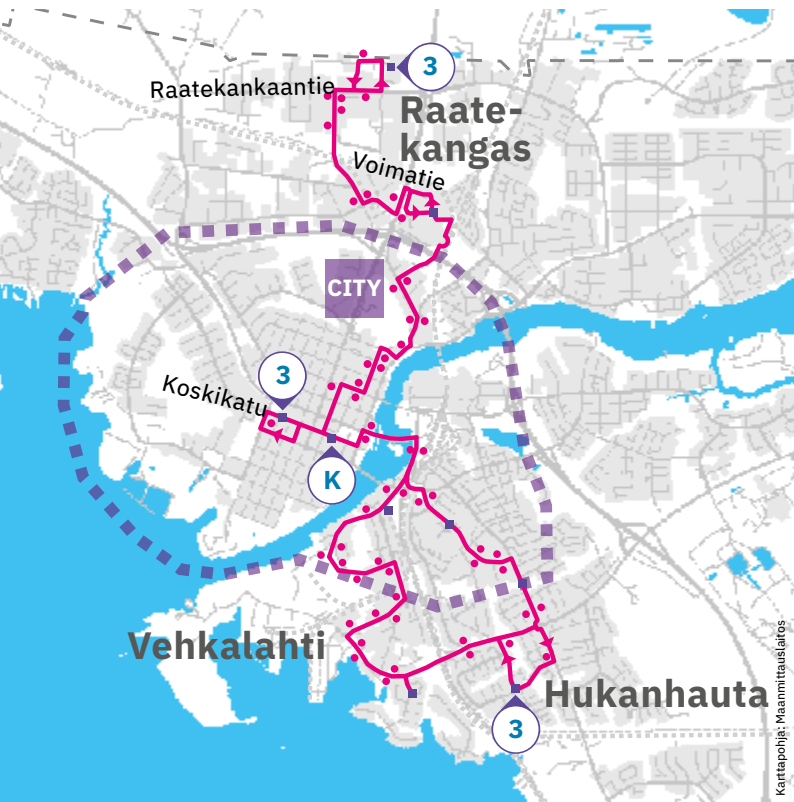 3
Raatekankaantie
Raate-
kangas
Voimatie
CITY
3
Koskikatu
K
Vehkalahti
Hukanhauta
3
Karttapohja: Maanmittauslaitos